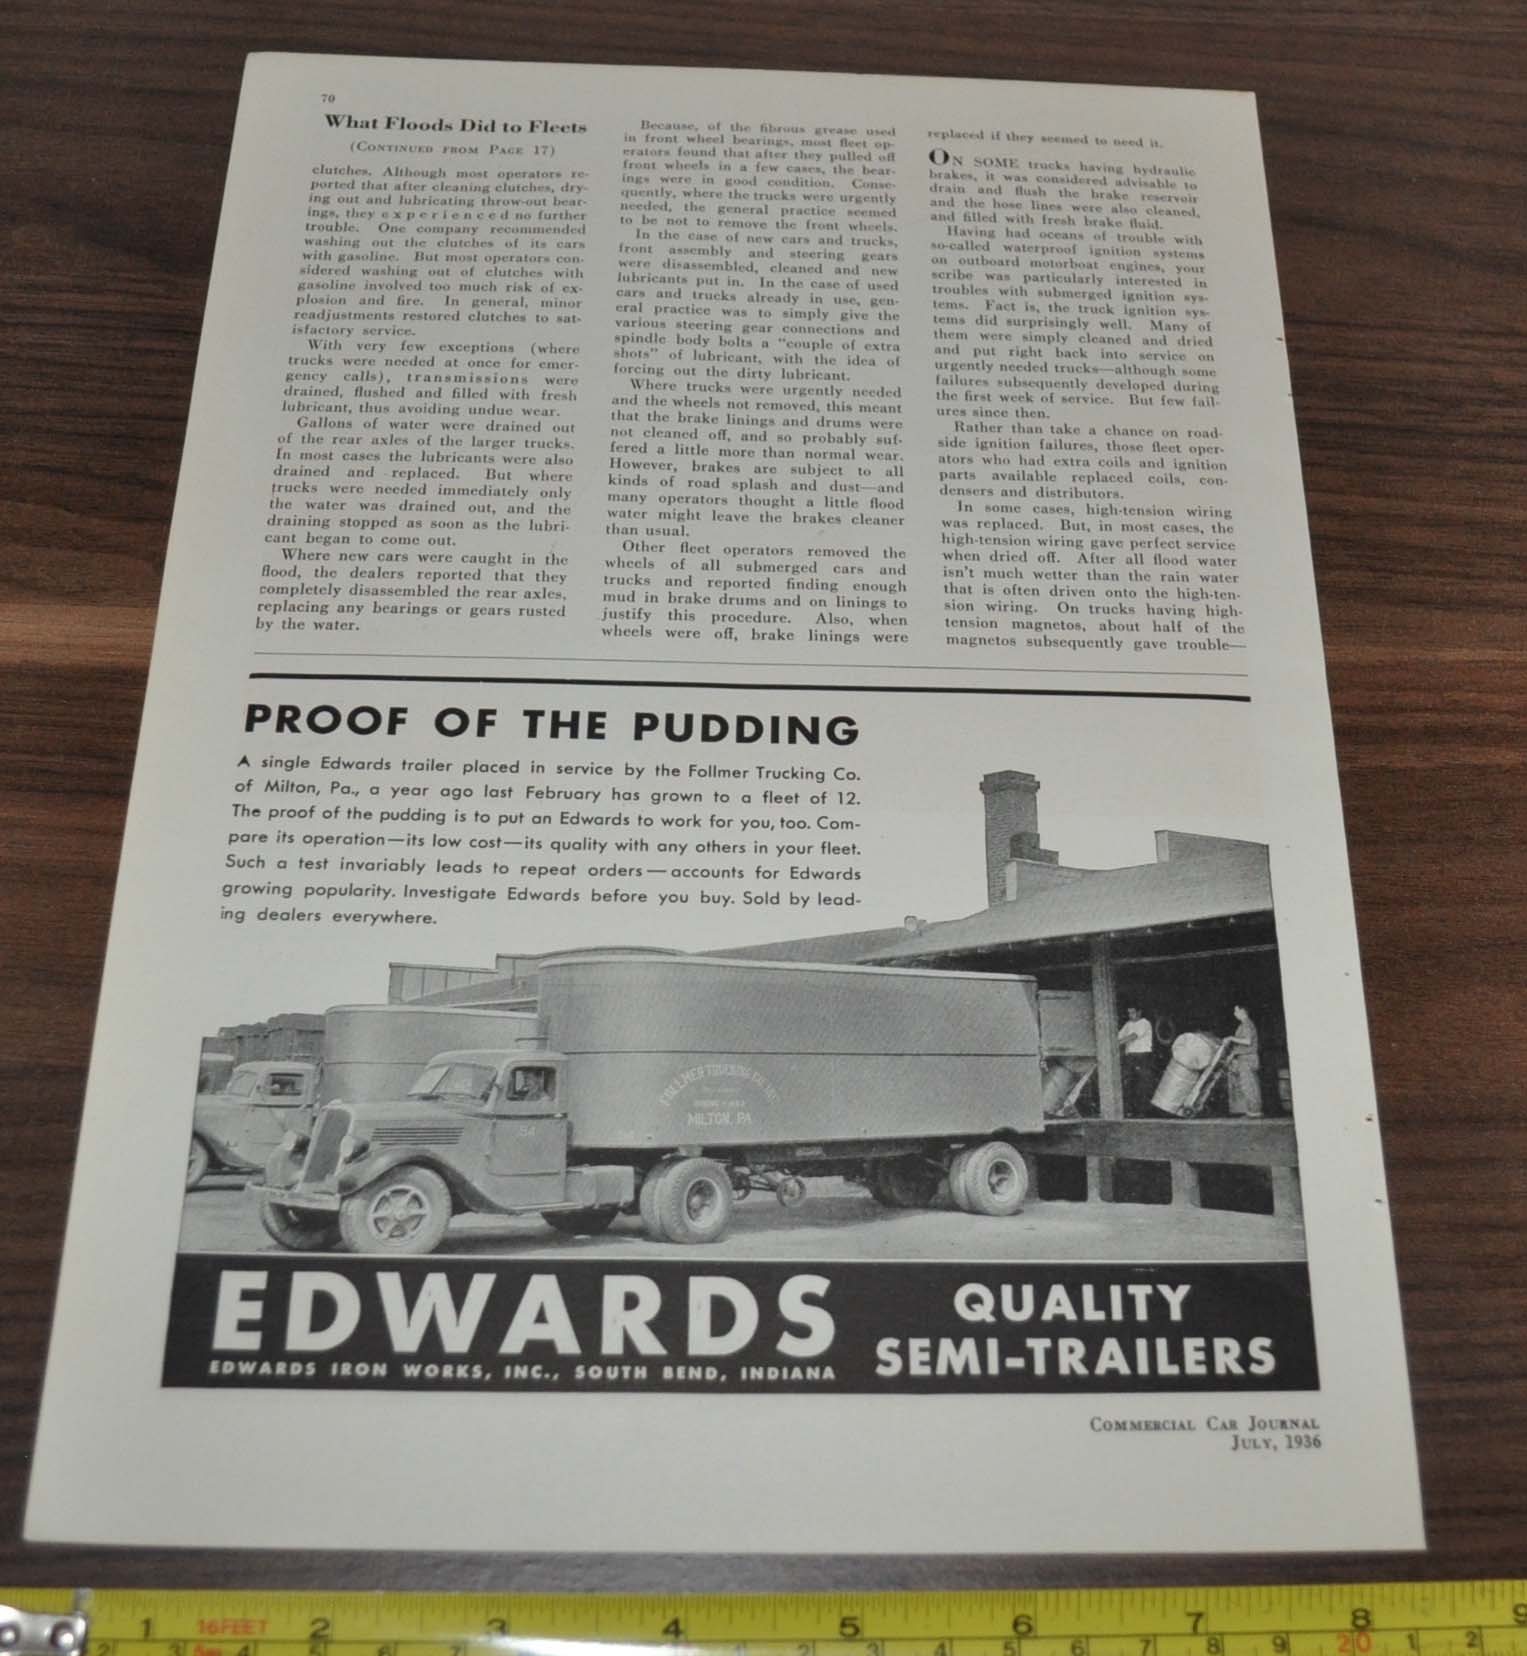 70
What Floods Did to Fleets
(Continued from Page 17)
clutches. Although most operators re-
ported that after cleaning clutches, dry-
ing out and lubricating throw-out bear-
ings, they experienced no further
trouble. One company recommended
washing out the clutches of its cars
with gasoline. But most operators con-
sidered washing out of clutches with
gasoline involved too much risk of ex-
plosion and fire. In general, minor
readjustments restored clutches to sat-
isfactory service.
With very few exceptions (where
trucks were needed at once for emer-
gency calls), transmissions were
drained, flushed and filled with fresh
lubricant, thus avoiding undue wear.
Gallons of water were drained out
of the rear axles of the larger trucks.
In most cases the lubricants were also
drained and replaced. But where
trucks were needed immediately only
the water was drained out, and the
draining stopped as soon as the lubri-
cant began to come out.
Where new cars were caught in the
flood, the dealers reported that they
completely disassembled the rear axles,
replacing any bearings or gears rusted
by the water.
Because, of the fibrous grease used
in front wheel bearings, most fleet op-
erators found that after they pulled off
front wheels in a few cases, the bear-
ings were in good condition. Conse-
quently, where the trucks were urgently
needed, the general practice seemed
to be not to remove the front wheels.
In the case of new cars and trucks,
front assembly and steering gears
were disassembled, cleaned and new
lubricants put in. In the case of used
cars and trucks already in use, gen-
eral practice was to simply give the
various steering gear connections and
spindle body bolts a "couple of extra
shots" of lubricant, with the idea of
forcing out the dirty lubricant.
Where trucks were urgently needed
and the wheels not removed, this meant
that the brake linings and drums were
not cleaned off, and so probably suf-
fered a little more than normal wear.
However, brakes are subject to all
kinds of road splash and dust—and
many operators thought a little flood
water might leave the brakes cleaner
than usual.
Other fleet operators removed the
wheels of all submerged cars and
trucks and reported finding enough
mud in brake drums and on linings to
justify this procedure. Also, when
wheels were off, brake linings were
replaced if they seemed to need it.
ON SOME trucks having hydraulic
brakes, it was considered advisable to
drain and flush the brake reservoir
and the hose lines were also cleaned,
and filled with fresh brake fluid.
Having had oceans of trouble with
so-called waterproof ignition systems
on outboard motorboat engines, your
scribe was particularly interested in
troubles with submerged ignition sys-
tems. Fact is, the truck ignition sys-
tems did surprisingly well. Many of
them were simply cleaned and dried
and put right back into service on
urgently needed trucks—although some
failures subsequently developed during
the first week of service. But few fail-
ures since then.
Rather than take a chance on road-
side ignition failures, those fleet oper-
ators who had extra coils and ignition
parts available replaced coils, con-
densers and distributors.
In some cases, high-tension wiring
was replaced. But, in most cases, the
high-tension wiring gave perfect service
when dried off. After all flood water
isn't much wetter than the rain water
that is often driven onto the high-ten-
sion wiring. On trucks having high-
tension magnetos, about half of the
magnetos subsequently gave trouble—
PROOF OF THE PUDDING
A single Edwards trailer placed in service by the Follmer Trucking Co.
of Milton, Pa., a year ago last February has grown to a fleet of 12.
The proof of the pudding is to put an Edwards to work for you, too. Com-
pare its operation—its low cost—its quality with any others in your fleet.
Such a test invariably leads to repeat orders—accounts for Edwards
growing popularity. Investigate Edwards before you buy. Sold by lead-
ing dealers everywhere.
FOLLMER TRUCKING CO.
MILTON, PA.
54
EDWARDS
EDWARDS IRON WORKS, INC., SOUTH BEND, INDIANA
QUALITY
SEMI-TRAILERS
Commercial Car Journal
July, 1936
1 16FEET 2 3 4 5 6 7 8 9
2 3 5m 4 5 6 7 1 2 3 4 5 6 7 8 9 20 1 2